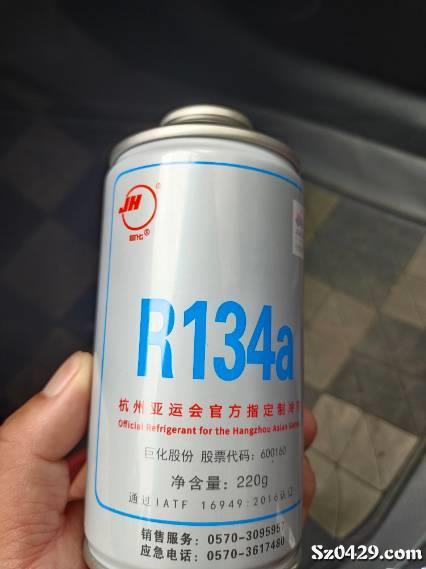 JH
巨化®
R134a
杭州亚运会官方指定制冷剂
Official Refrigerant for the Hangzhou Asian Games
巨化股份 股票代码：600160
净含量：220g
通过IATF 16949:2016认证
销售服务：0570-3095957
应急电话：0570-3617480
Sz0429.com